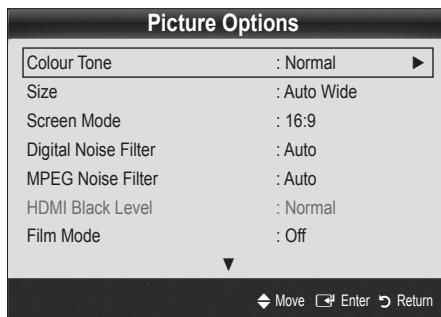 Picture Options
Colour Tone : Normal ►
Size : Auto Wide
Screen Mode : 16:9
Digital Noise Filter : Auto
MPEG Noise Filter : Auto
HDMI Black Level : Normal
Film Mode : Off
▼
Move Enter Return